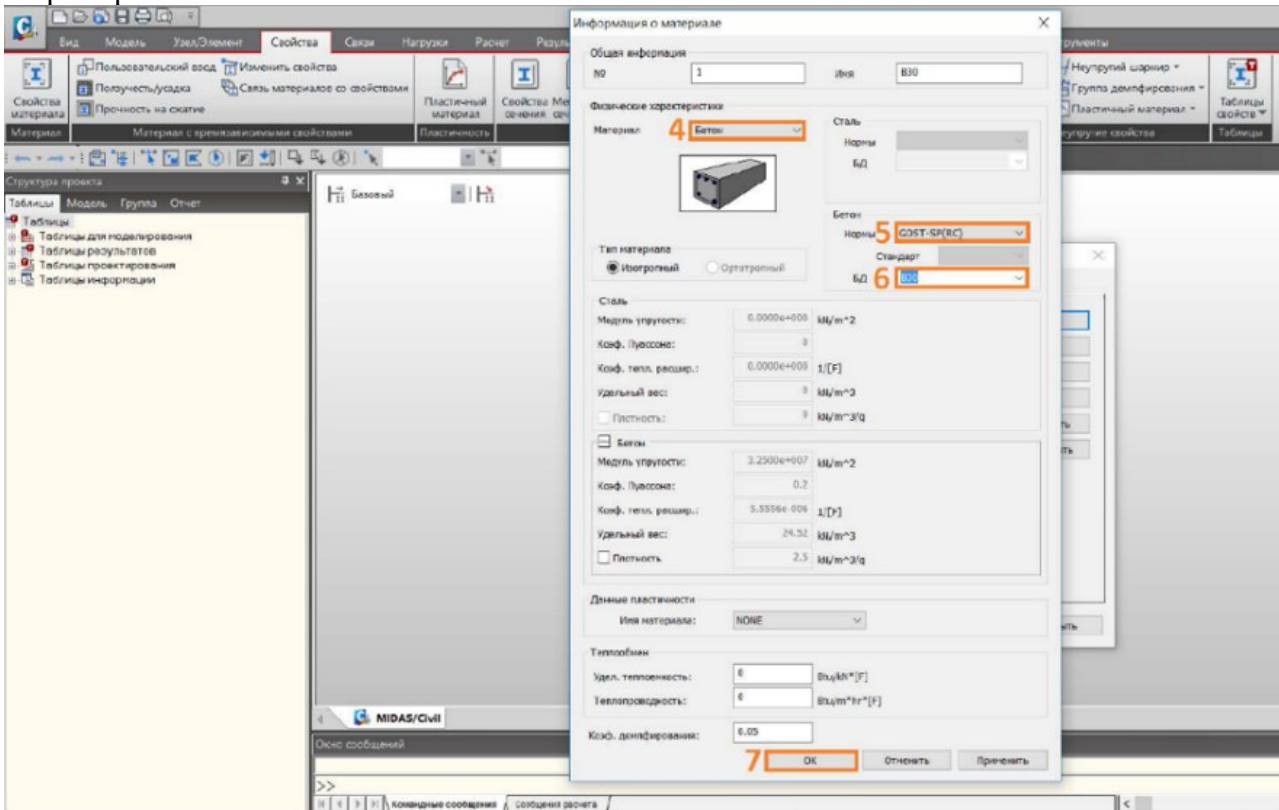 Информация о материале
Вид Модель Узел/Элемент Свойства Связи Нагрузки Расчет Резуль
рументы
Общая информация
№ 1 Имя B30
Пользовательский ввод Изменить свойства
Ползучесть/усадка Связь материалов со свойствами
Прочность на сжатие
Свойства материала
Пластичный материал
Свойства сечения
Неупругий шарнир
Группа демпфирования
Пластичный материал
Таблицы свойств
Материал Материал с времязависимыми свойствами Пластичность
еупругие свойства Таблицы
Физические характеристики
Материал 4 Бетон
Сталь
Нормы
БД
Бетон
Нормы 5 GOST-SP(RC)
Стандарт
БД 6 B30
Тип материала
Изотропный Ортотропный
Структура проекта
Таблицы Модель Группа Отчет
Таблицы
Таблицы для моделирования
Таблицы результатов
Таблицы проектирования
Таблицы информации
Базовый
Сталь
Модуль упругости: 0.0000e+000 kN/m^2
Коэф. Пуассона: 0
Коэф. тепл. расшир.: 0.0000e+000 1/[F]
Удельный вес: 0 kN/m^3
Плотность: 0 kN/m^3/g
Бетон
Модуль упругости: 3.2500e+007 kN/m^2
Коэф. Пуассона: 0.2
Коэф. тепл. расшир.: 5.5556e-006 1/[F]
Удельный вес: 24.52 kN/m^3
Плотность 2.5 kN/m^3/g
Данные пластичности
Имя материала: NONE
Теплообмен
Удел. теплоемкость: 0 Btu/kN*[F]
Теплопроводность: 0 Btu/m*hr*[F]
Коэф. демпфирования: 0.05
7 OK Отменить Применить
MIDAS/Civil
Окно сообщений
>>
Командные сообщения Сообщения расчета